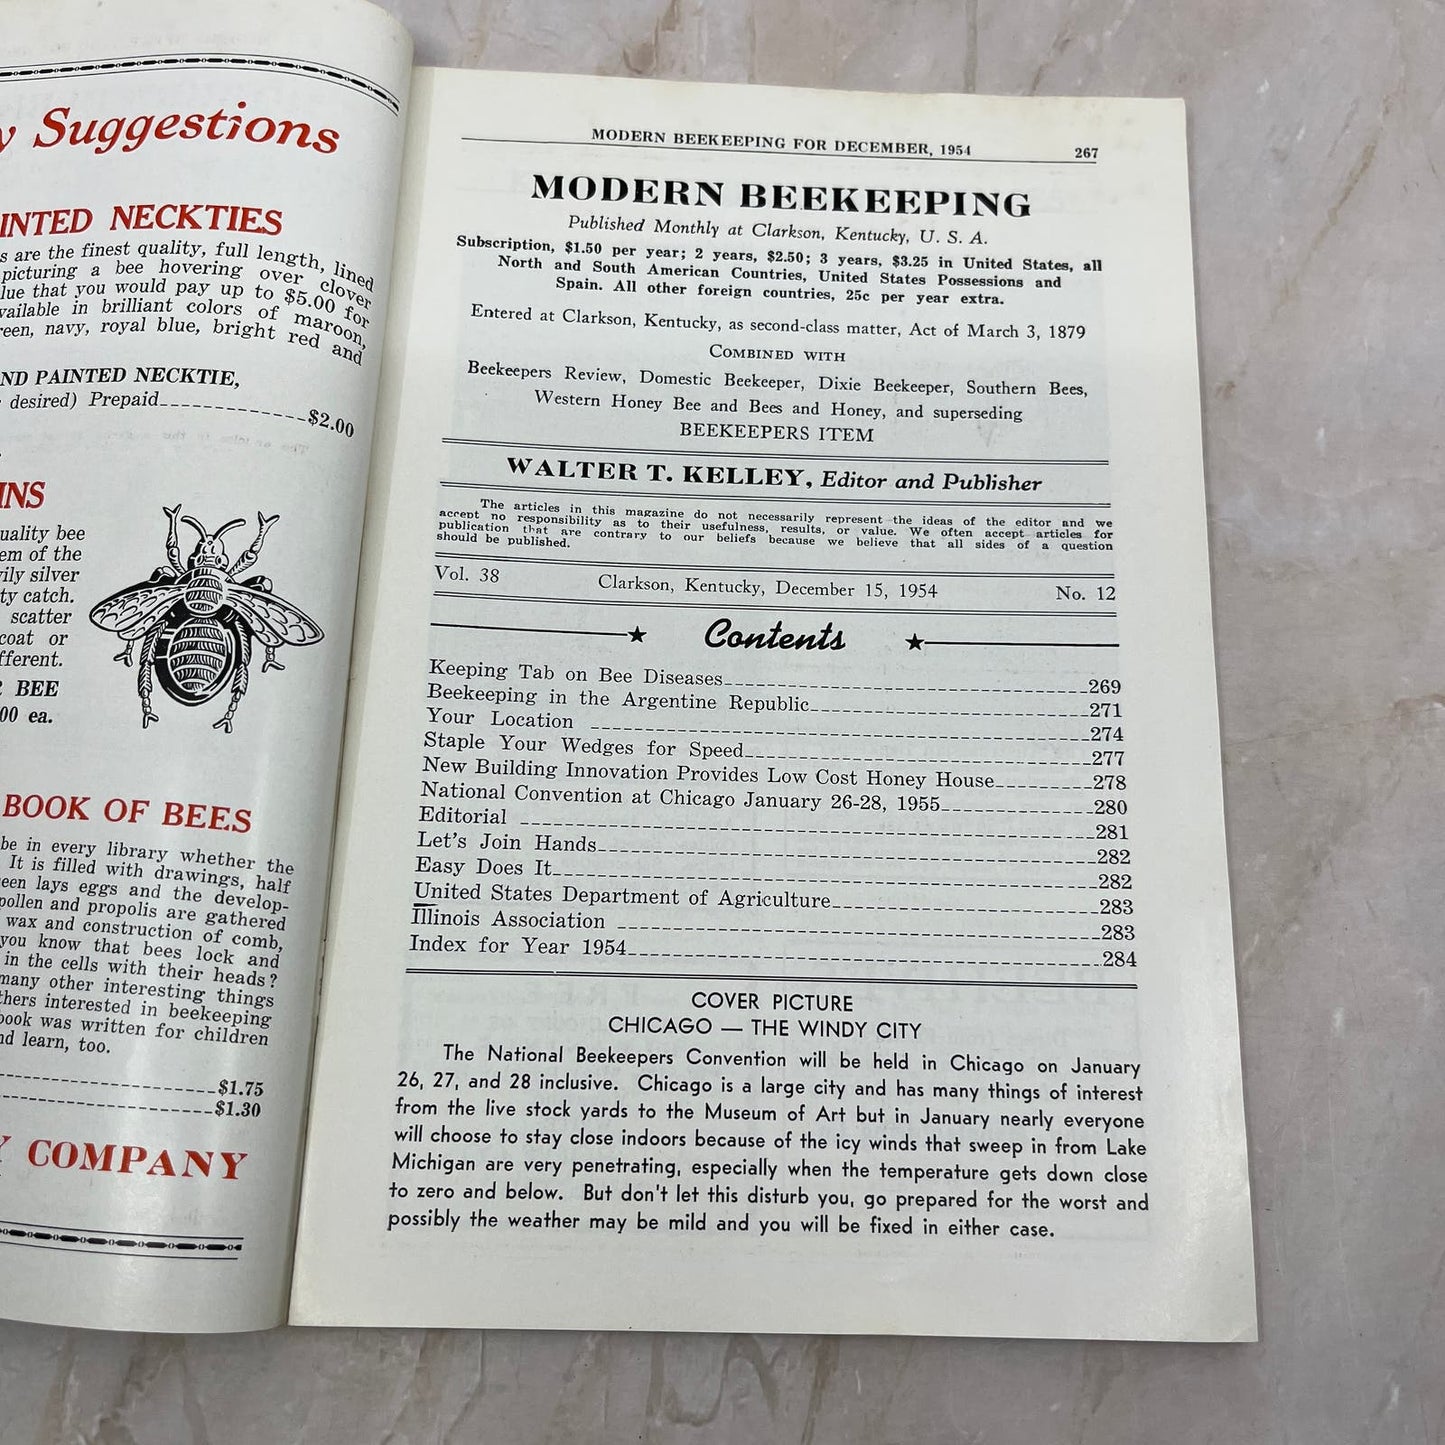 Suggestions
INTED NECKTIES
s are the finest quality, full length, lined
picturing a bee hovering over clover
lue that you would pay up to $5.00 for
vailable in brilliant colors of maroon,
reen, navy, royal blue, bright red and
ND PAINTED NECKTIE,
desired) Prepaid $2.00
INS
uality bee
em of the
vily silver
ty catch.
scatter
coat or
fferent.
BEE
00 ea.
BOOK OF BEES
be in every library whether the
It is filled with drawings, half
een lays eggs and the develop-
pollen and propolis are gathered
wax and construction of comb,
you know that bees lock and
in the cells with their heads?
many other interesting things
thers interested in beekeeping
book was written for children
nd learn, too.
$1.75
$1.30
Y COMPANY
MODERN BEEKEEPING FOR DECEMBER, 1954 267
MODERN BEEKEEPING
Published Monthly at Clarkson, Kentucky, U. S. A.
Subscription, $1.50 per year; 2 years, $2.50; 3 years, $3.25 in United States, all
North and South American Countries, United States Possessions and
Spain. All other foreign countries, 25c per year extra.
Entered at Clarkson, Kentucky, as second-class matter, Act of March 3, 1879
COMBINED WITH
Beekeepers Review, Domestic Beekeeper, Dixie Beekeeper, Southern Bees,
Western Honey Bee and Bees and Honey, and superseding
BEEKEEPERS ITEM
WALTER T. KELLEY, Editor and Publisher
The articles in this magazine do not necessarily represent the ideas of the editor and we
accept no responsibility as to their usefulness, results, or value. We often accept articles for
publication that are contrary to our beliefs because we believe that all sides of a question
should be published.
Vol. 38 Clarkson, Kentucky, December 15, 1954 No. 12
Contents
Keeping Tab on Bee Diseases 269
Beekeeping in the Argentine Republic 271
Your Location 274
Staple Your Wedges for Speed 277
New Building Innovation Provides Low Cost Honey House 278
National Convention at Chicago January 26-28, 1955 280
Editorial 281
Let's Join Hands 282
Easy Does It 282
United States Department of Agriculture 283
Illinois Association 283
Index for Year 1954 284
COVER PICTURE
CHICAGO — THE WINDY CITY
The National Beekeepers Convention will be held in Chicago on January
26, 27, and 28 inclusive. Chicago is a large city and has many things of interest
from the live stock yards to the Museum of Art but in January nearly everyone
will choose to stay close indoors because of the icy winds that sweep in from Lake
Michigan are very penetrating, especially when the temperature gets down close
to zero and below. But don't let this disturb you, go prepared for the worst and
possibly the weather may be mild and you will be fixed in either case.